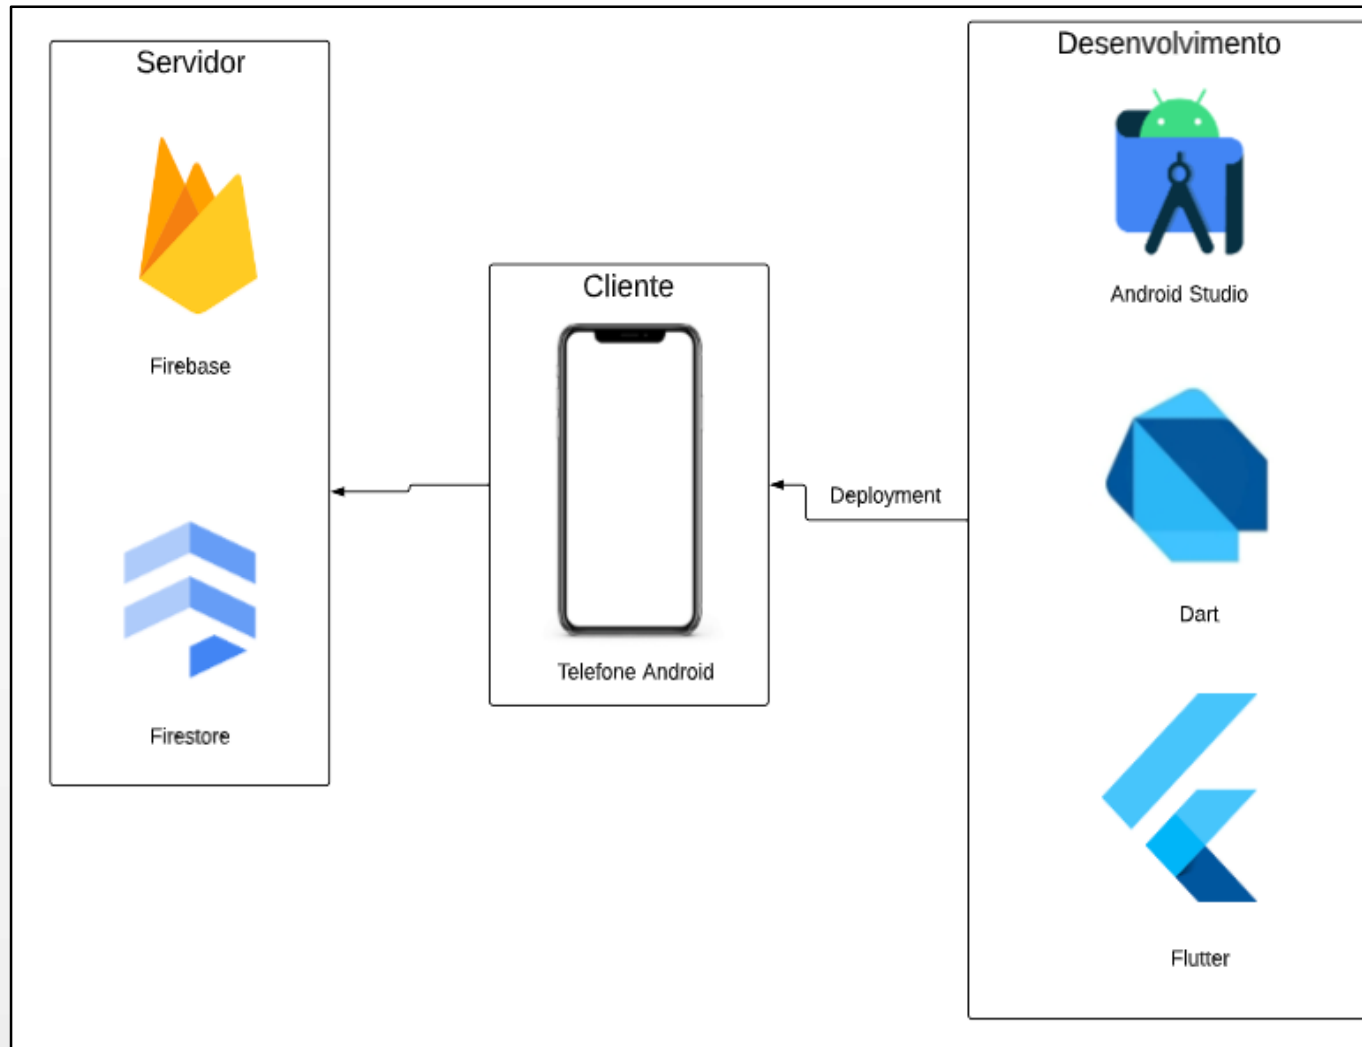 Servidor
Firebase
Firestore
Cliente
Telefone Android
Deployment
Desenvolvimento
Android Studio
Dart
Flutter